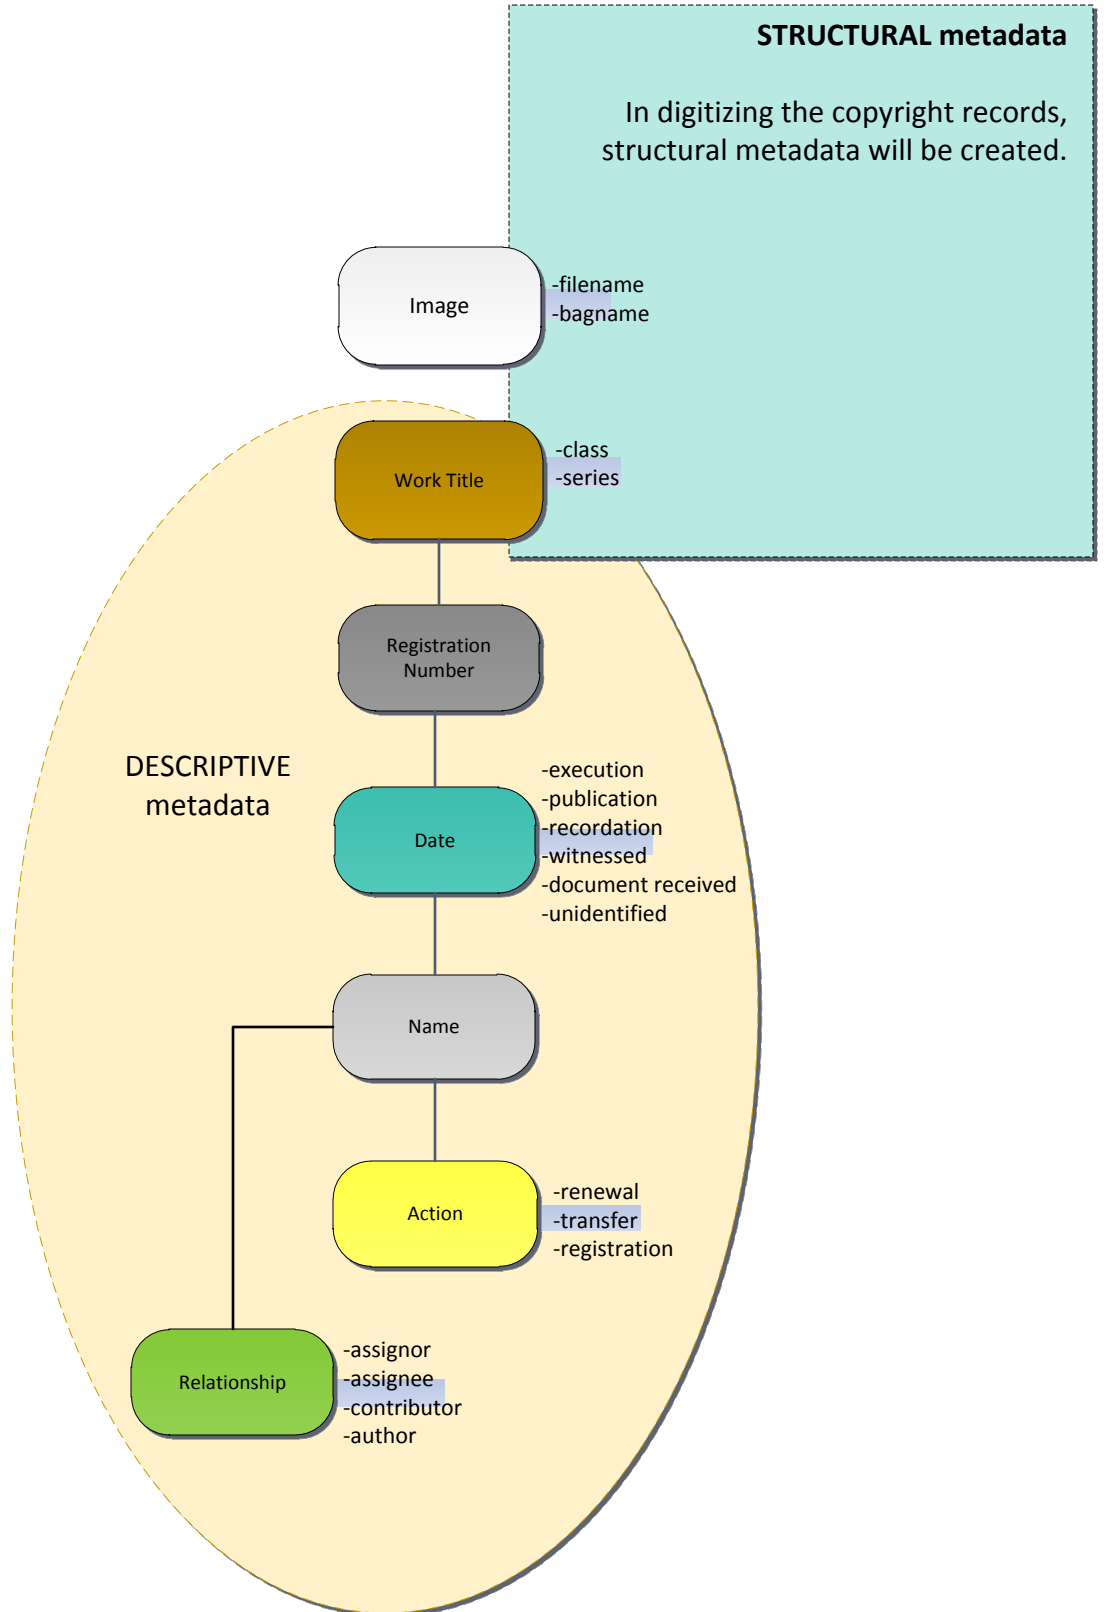 STRUCTURAL metadata
In digitizing the copyright records,
structural metadata will be created.
Image
-filename
-bagname
Work Title
-class
-series
Registration
Number
DESCRIPTIVE
metadata
Date
-execution
-publication
-recordation
-witnessed
-document received
-unidentified
Name
Action
-renewal
-transfer
-registration
Relationship
-assignor
-assignee
-contributor
-author